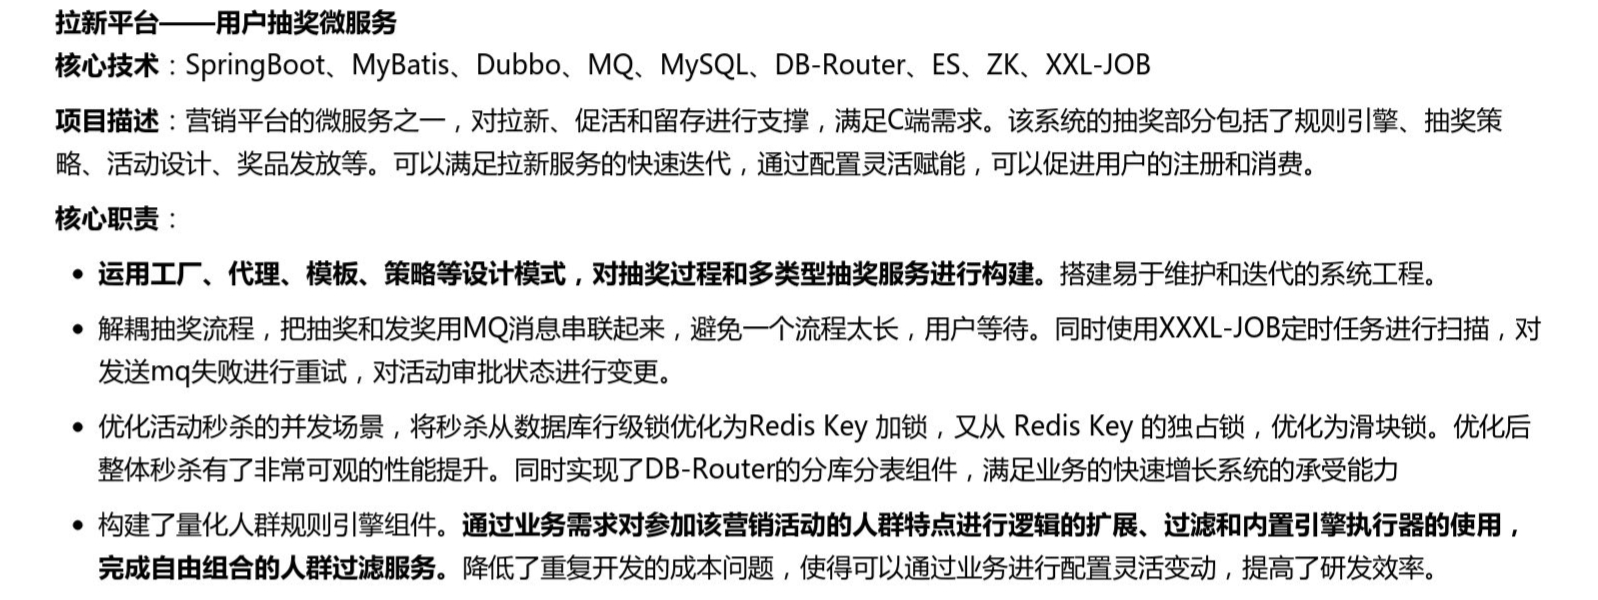 拉新平台——用户抽奖微服务
核心技术：SpringBoot、MyBatis、Dubbo、MQ、MySQL、DB-Router、ES、ZK、XXL-JOB
项目描述：营销平台的微服务之一，对拉新、促活和留存进行支撑，满足C端需求。该系统的抽奖部分包括了规则引擎、抽奖策
略、活动设计、奖品发放等。可以满足拉新服务的快速迭代，通过配置灵活赋能，可以促进用户的注册和消费。
核心职责：
• 运用工厂、代理、模板、策略等设计模式，对抽奖过程和多类型抽奖服务进行构建。搭建易于维护和迭代的系统工程。
• 解耦抽奖流程，把抽奖和发奖用MQ消息串联起来，避免一个流程太长，用户等待。同时使用XXXL-JOB定时任务进行扫描，对
发送mq失败进行重试，对活动审批状态进行变更。
• 优化活动秒杀的并发场景，将秒杀从数据库行级锁优化为Redis Key 加锁，又从 Redis Key 的独占锁，优化为滑块锁。优化后
整体秒杀有了非常可观的性能提升。同时实现了DB-Router的分库分表组件，满足业务的快速增长系统的承受能力
• 构建了量化人群规则引擎组件。通过业务需求对参加该营销活动的人群特点进行逻辑的扩展、过滤和内置引擎执行器的使用，
完成自由组合的人群过滤服务。降低了重复开发的成本问题，使得可以通过业务进行配置灵活变动，提高了研发效率。